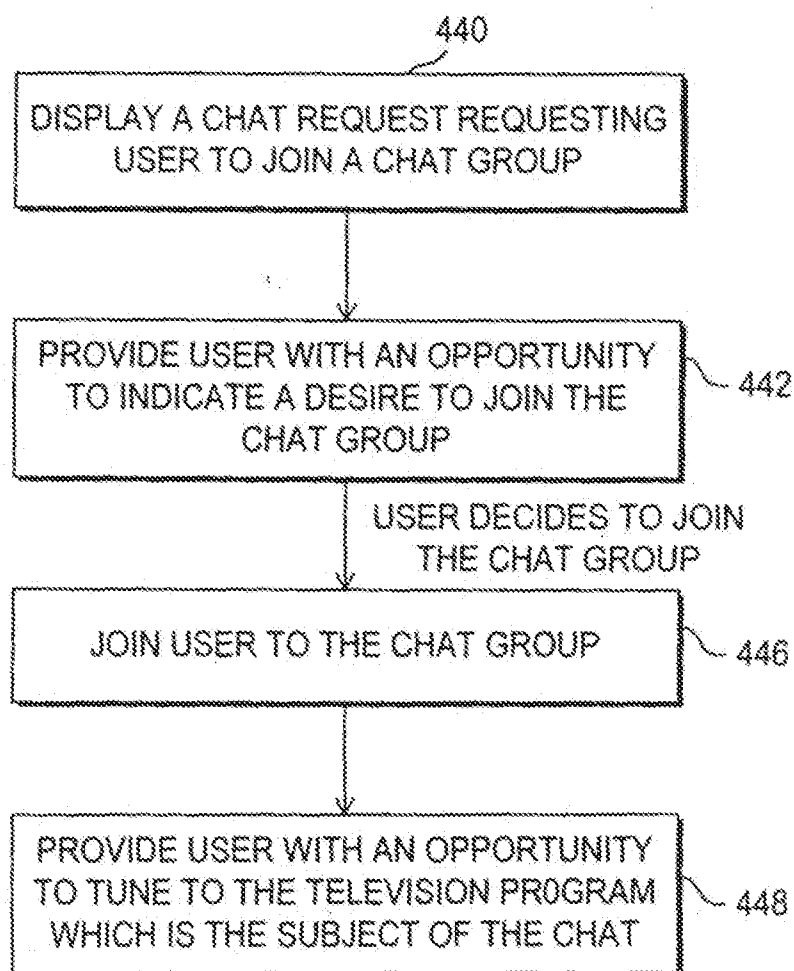 440
DISPLAY A CHAT REQUEST REQUESTING
USER TO JOIN A CHAT GROUP
PROVIDE USER WITH AN OPPORTUNITY
TO INDICATE A DESIRE TO JOIN THE
CHAT GROUP
442
USER DECIDES TO JOIN
THE CHAT GROUP
JOIN USER TO THE CHAT GROUP
446
PROVIDE USER WITH AN OPPORTUNITY
TO TUNE TO THE TELEVISION PR0GRAM
WHICH IS THE SUBJECT OF THE CHAT
448